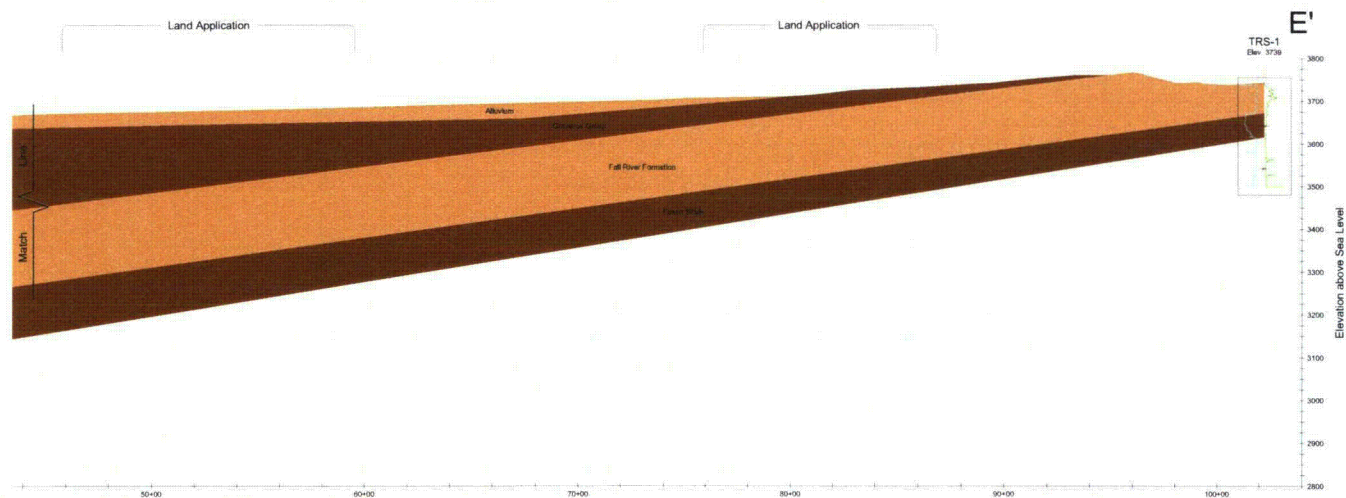 Land Application
Land Application
E'
TRS-1
Elev 3739
3800
Alluvium
3700
Line
3600
Fall River Formation
3500
Match
3400
3300
3200
3100
3000
2900
2800
Elevation above Sea Level
50+00
60+00
70+00
80+00
90+00
100+00